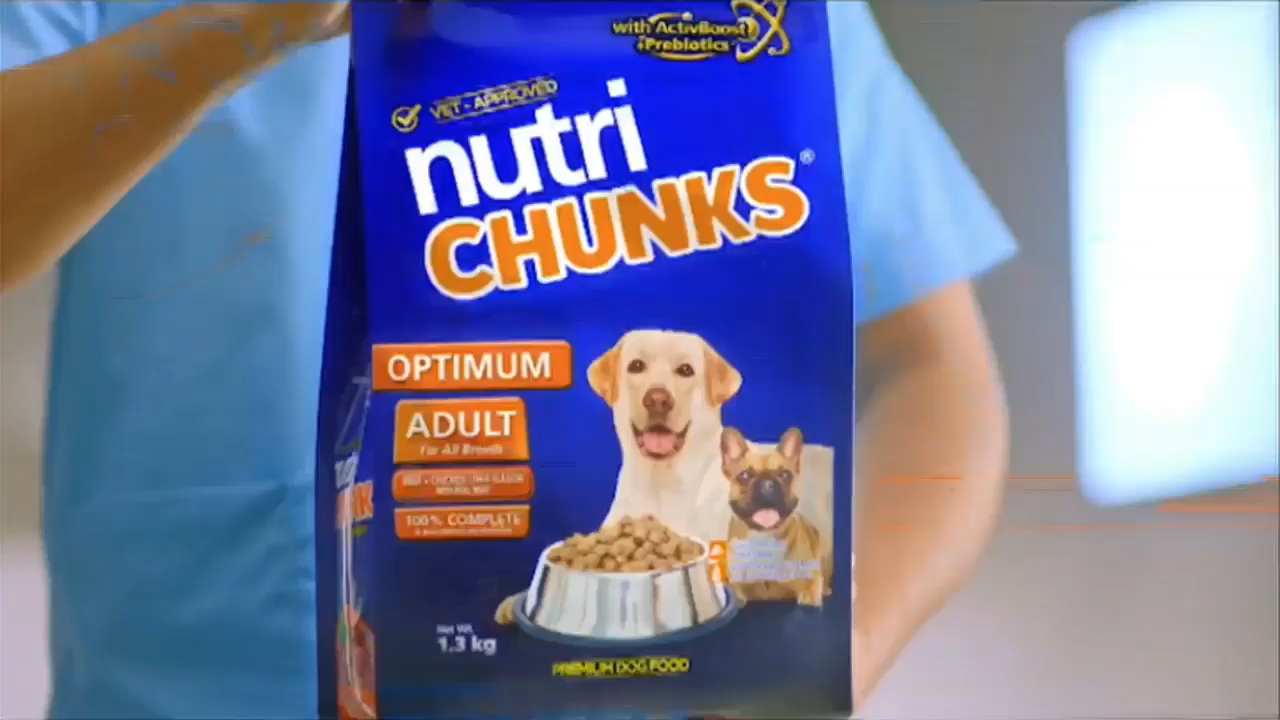 with ActivBoost
+Prebiotics
VET - APPROVED
nutri
CHUNKS®
OPTIMUM
ADULT
For All Breeds
100% COMPLETE
Net Wt.
1.3 kg
PREMIUM DOG FOOD